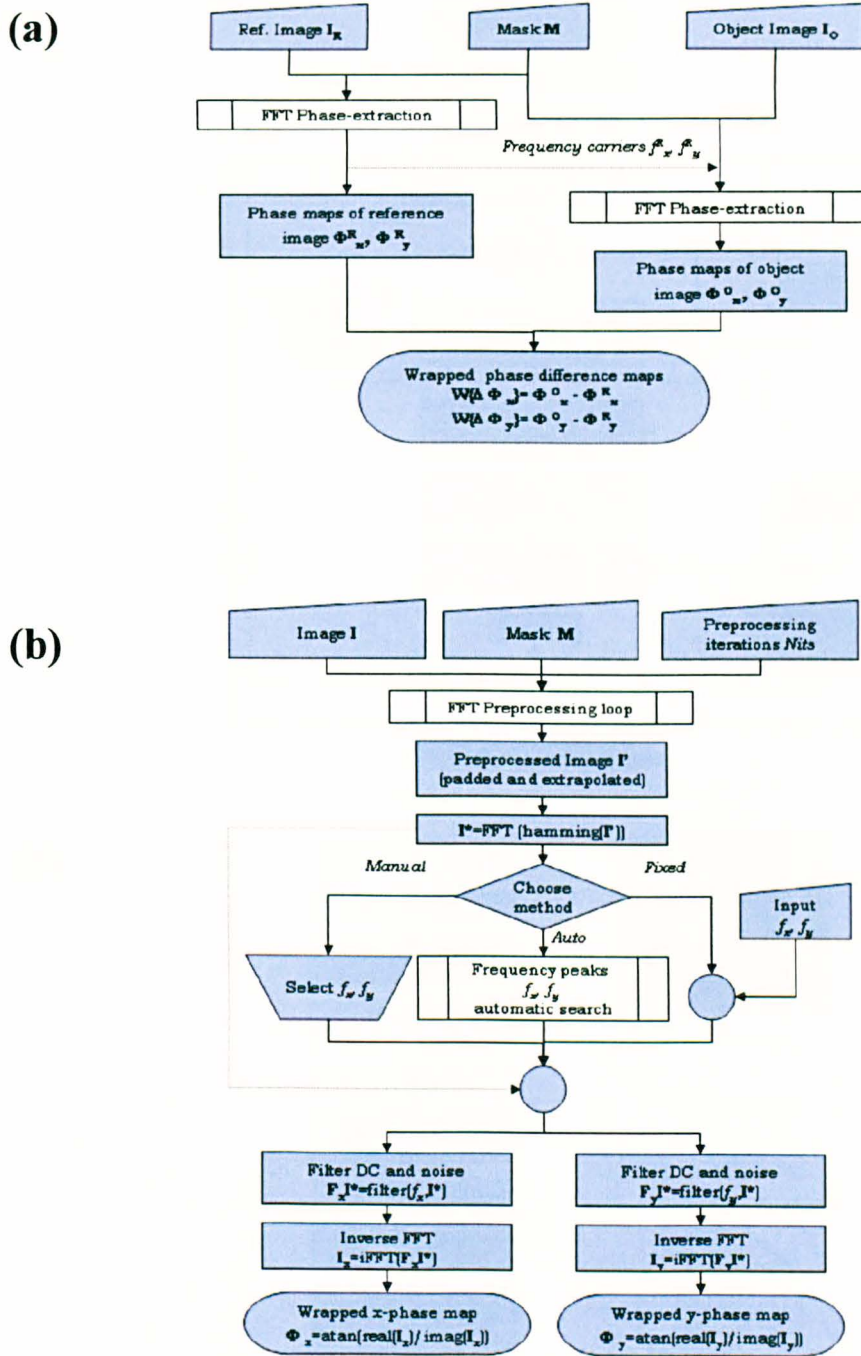 (a)
Ref. Image I_R
Mask M
Object Image I_O
FFT Phase-extraction
Frequency carriers f^R_x, f^R_y
Phase maps of reference
image Φ^R_x, Φ^R_y
FFT Phase-extraction
Phase maps of object
image Φ^O_x, Φ^O_y
Wrapped phase difference maps
W{Δ Φ_x}= Φ^O_x - Φ^R_x
W{Δ Φ_y}= Φ^O_y - Φ^R_y
(b)
Image I
Mask M
Preprocessing
iterations Nits
FFT Preprocessing loop
Preprocessed Image I'
(padded and extrapolated)
I*=FFT (hamming(I'))
Manual
Fixed
Choose
method
Input
f_x, f_y
Auto
Select f_x, f_y
Frequency peaks
f_x, f_y
automatic search
Filter DC and noise
F_xI*=filter(f_x,I*)
Filter DC and noise
F_yI*=filter(f_y,I*)
Inverse FFT
I_x=iFFT(F_xI*)
Inverse FFT
I_y=iFFT(F_yI*)
Wrapped x-phase map
Φ_x=atan(real(I_x)/imag(I_x))
Wrapped y-phase map
Φ_y=atan(real(I_y)/imag(I_y))